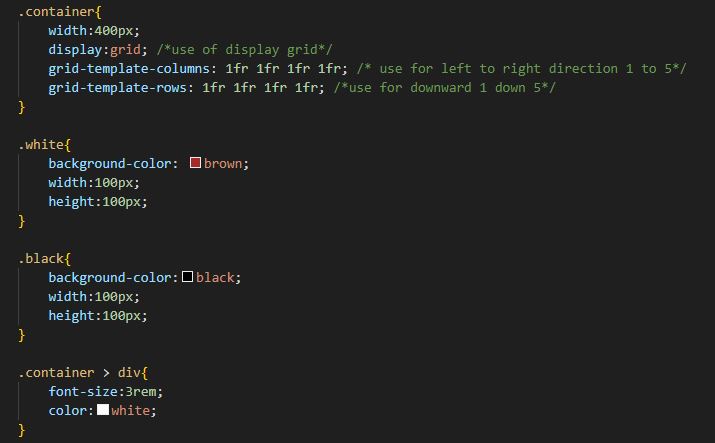 .container{
width:400px;
display:grid; /*use of display grid*/
grid-template-columns: 1fr 1fr 1fr 1fr; /* use for left to right direction 1 to 5*/
grid-template-rows: 1fr 1fr 1fr 1fr; /*use for downward 1 down 5*/
}
.white{
background-color: brown;
width:100px;
height:100px;
}
.black{
background-color:black;
width:100px;
height:100px;
}
.container > div{
font-size:3rem;
color:white;
}